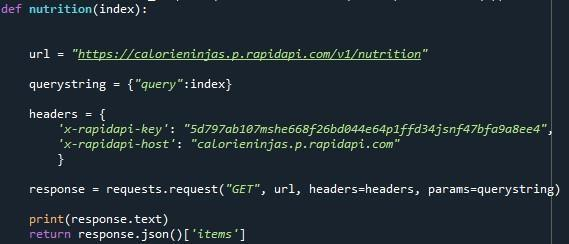 def nutrition(index):
url = "https://calorieninjas.p.rapidapi.com/v1/nutrition"
querystring = {"query":index}
headers = {
'x-rapidapi-key': "5d797ab107mshe668f26bd044e64p1ffd34jsnf47bfa9a8ee4",
'x-rapidapi-host': "calorieninjas.p.rapidapi.com"
}
response = requests.request("GET", url, headers=headers, params=querystring)
print(response.text)
return response.json()['items']